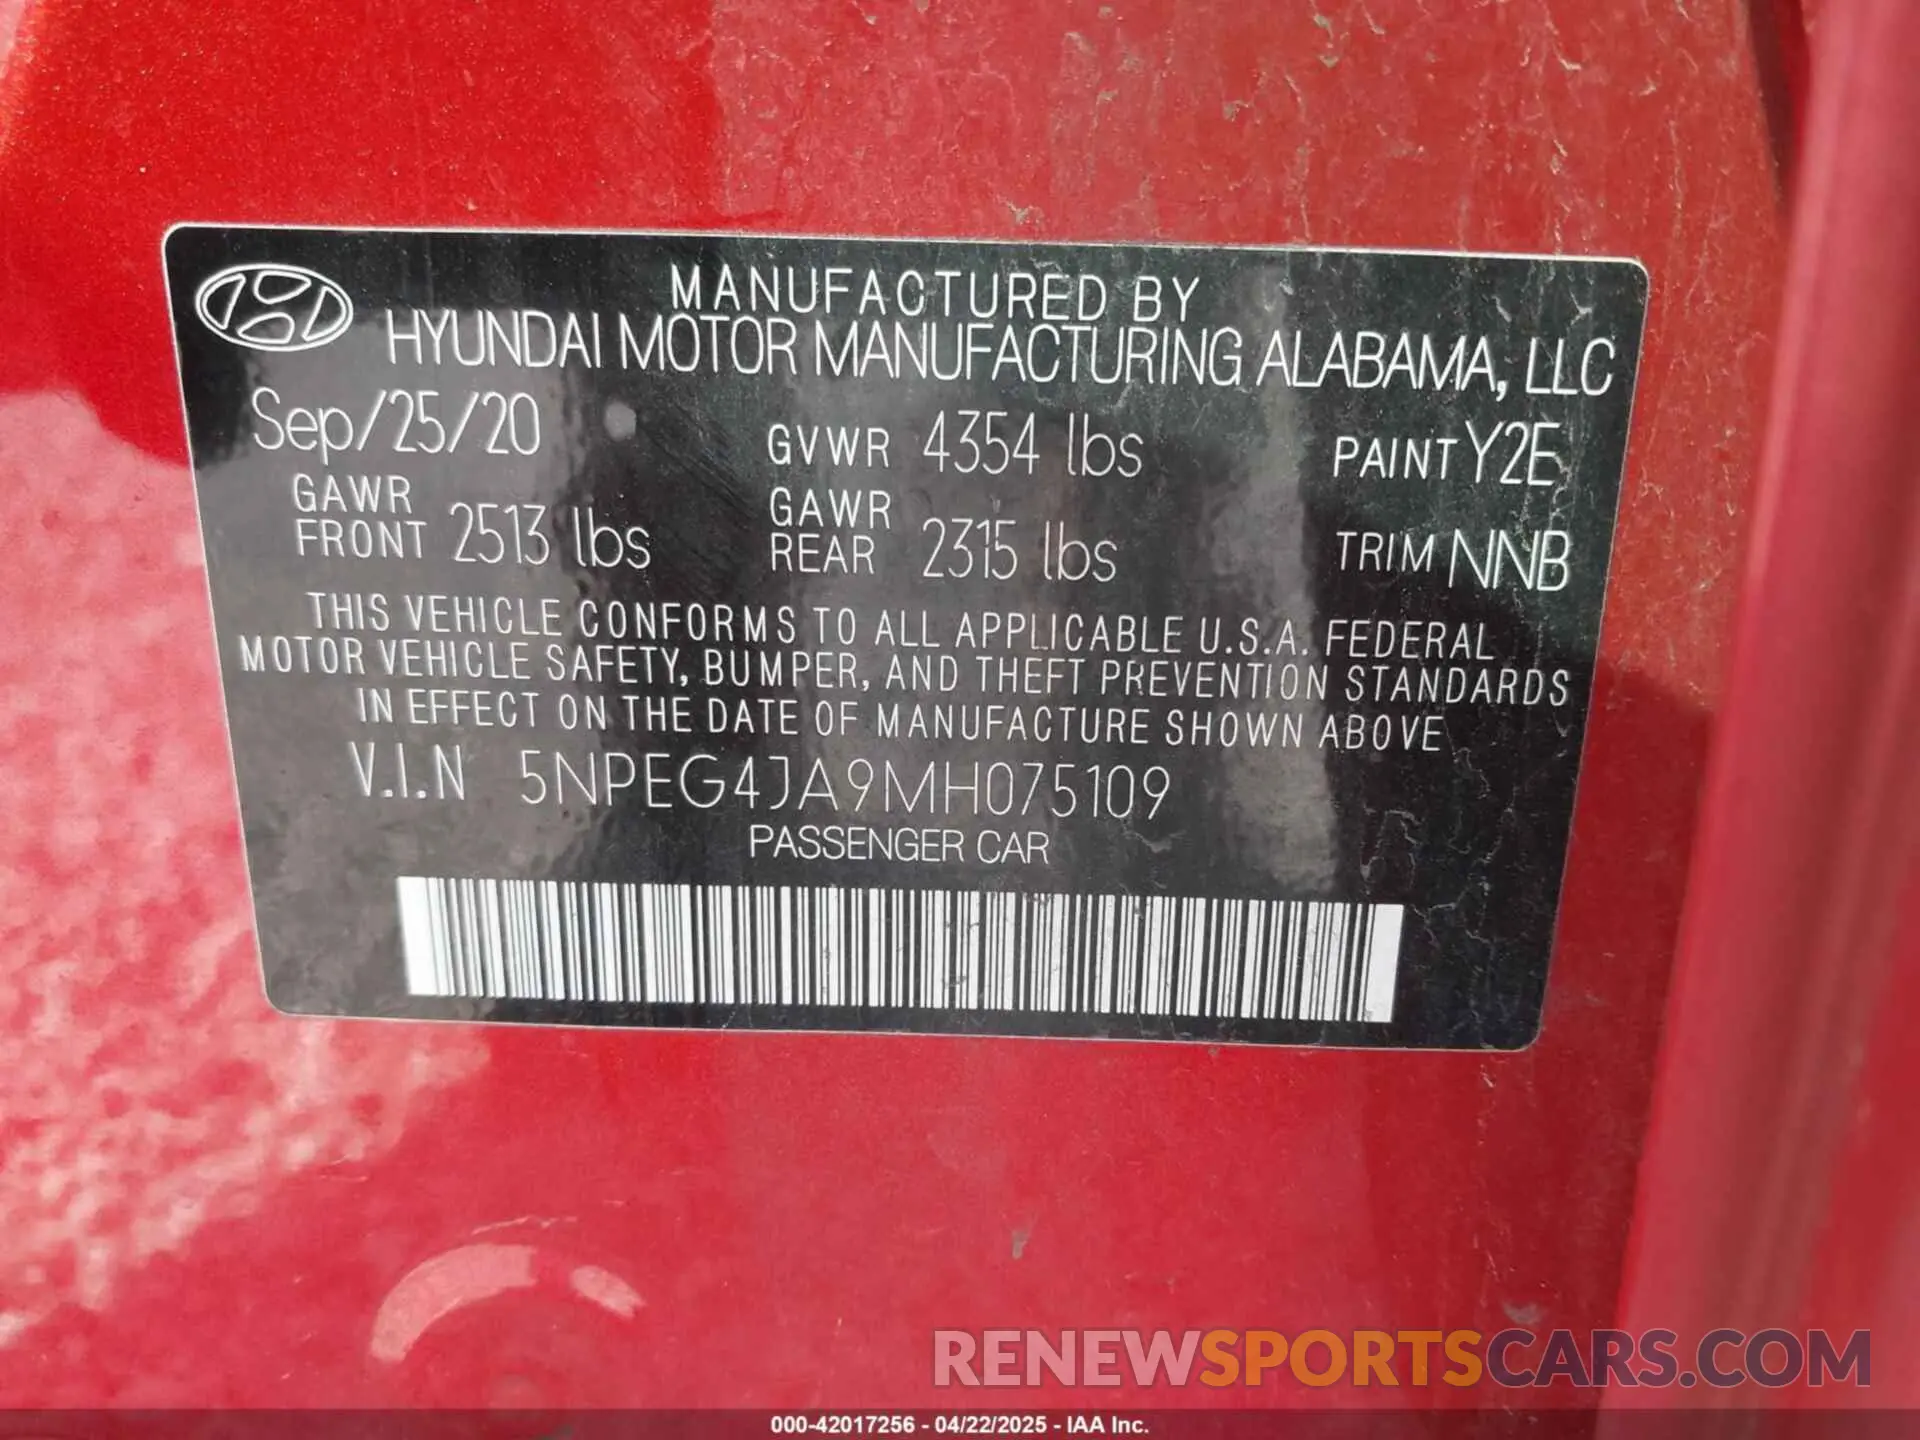 MANUFACTURED BY
HYUNDAI MOTOR MANUFACTURING ALABAMA, LLC
Sep/25/20 GVWR 4354 lbs PAINT Y2E
GAWR FRONT 2513 lbs GAWR REAR 2315 lbs TRIM NNB
THIS VEHICLE CONFORMS TO ALL APPLICABLE U.S.A. FEDERAL
MOTOR VEHICLE SAFETY, BUMPER, AND THEFT PREVENTION STANDARDS
IN EFFECT ON THE DATE OF MANUFACTURE SHOWN ABOVE
V.I.N 5NPEG4JA9MH075109
PASSENGER CAR
RENEWSPORTSCARS.COM
000-42017256 - 04/22/2025 - IAA Inc.